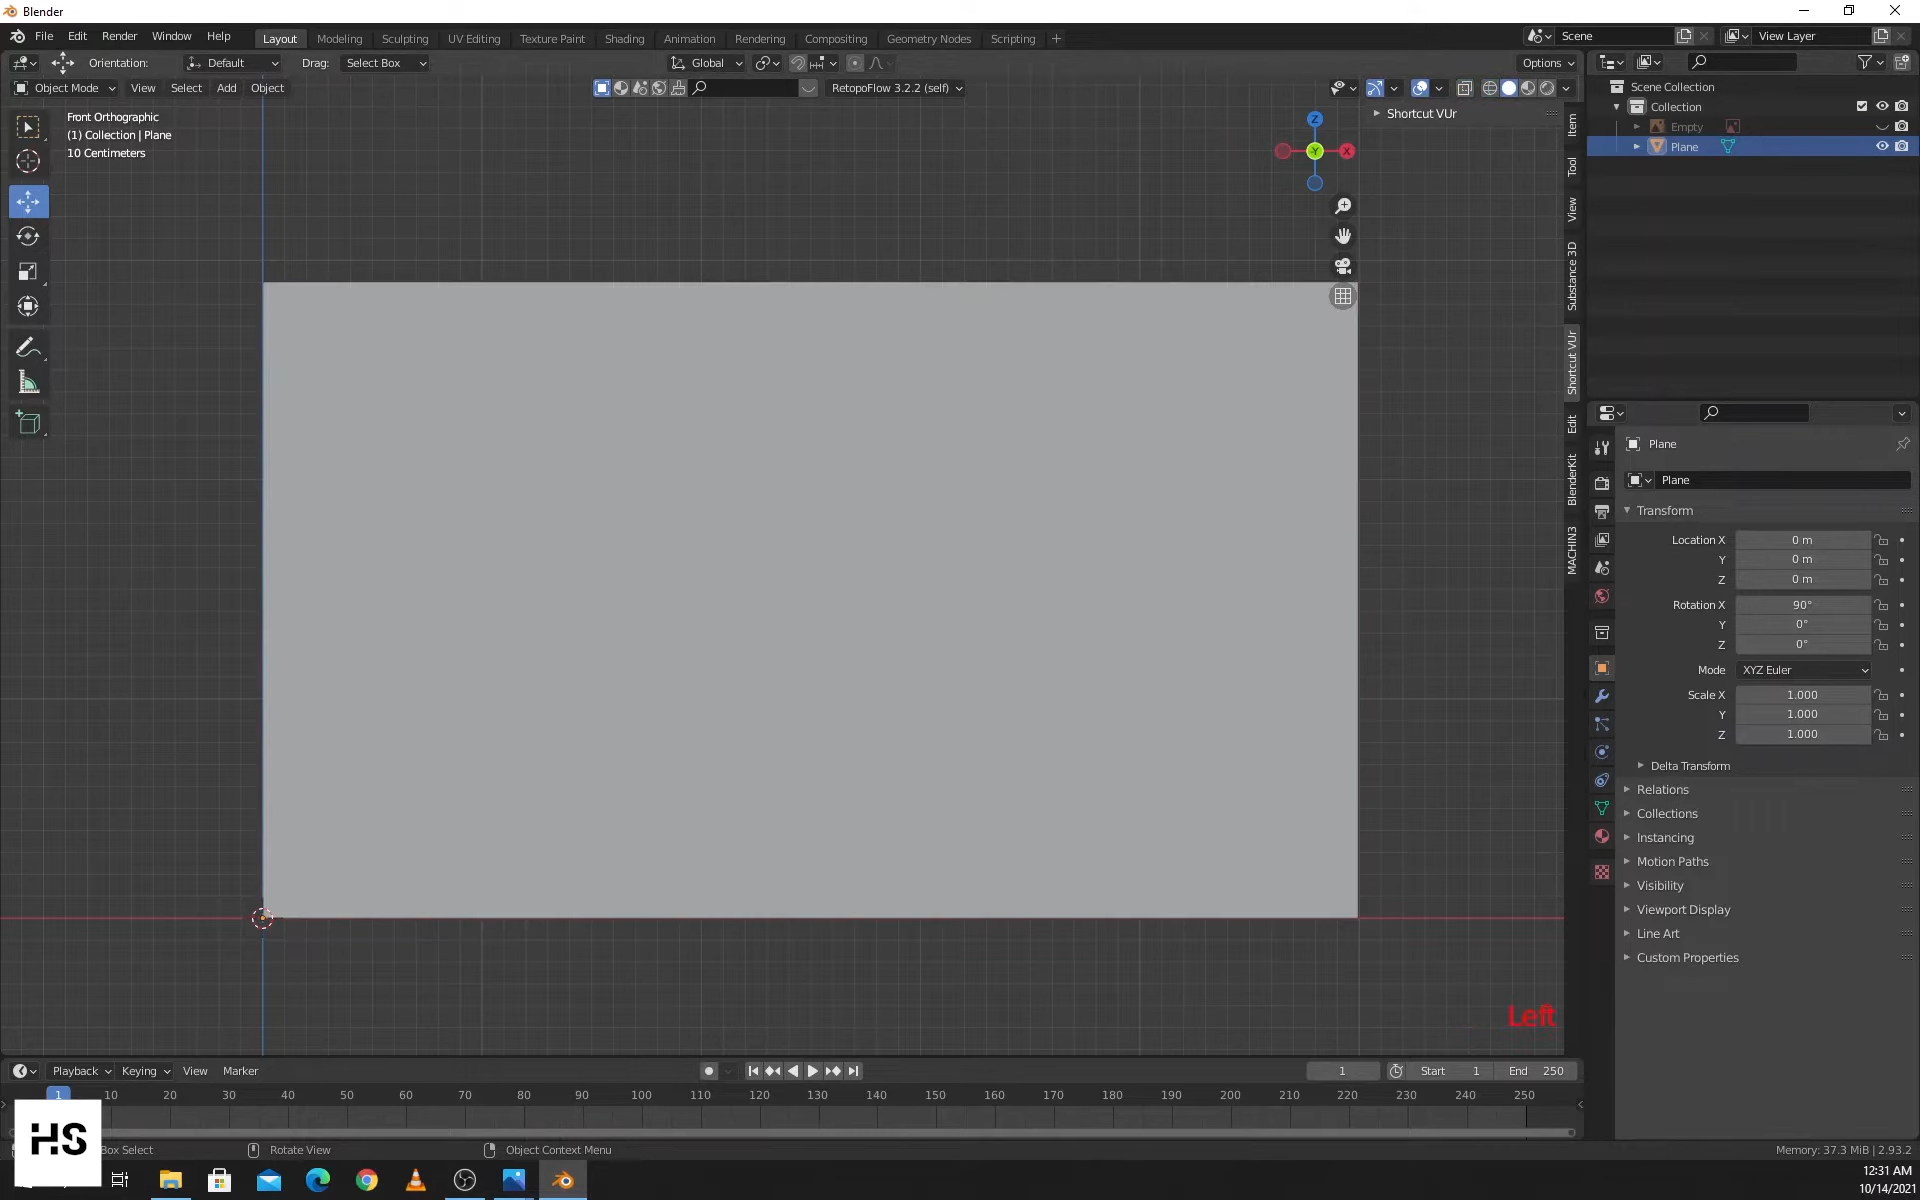 Blender
File Edit Render Window Help Layout Modeling Sculpting UV Editing Texture Paint Shading Animation Rendering Compositing Geometry Nodes Scripting + Scene View Layer
Orientation: Default Drag: Select Box Global Options
Object Mode View Select Add Object RetopoFlow 3.2.2 (self)
Front Orthographic
(1) Collection | Plane
10 Centimeters
Z
Y
X
Shortcut VUr
Item
Tool
View
Substance 3D
Shortcut VUr
Edit
BlenderKit
MACHIN3
Scene Collection
Collection
Empty
Plane
Plane
Plane
Transform
Location X 0 m
Y 0 m
Z 0 m
Rotation X 90°
Y 0°
Z 0°
Mode XYZ Euler
Scale X 1.000
Y 1.000
Z 1.000
Delta Transform
Relations
Collections
Instancing
Motion Paths
Visibility
Viewport Display
Line Art
Custom Properties
Left
Playback Keying View Marker 1 Start 1 End 250
1 10 20 30 40 50 60 70 80 90 100 110 120 130 140 150 160 170 180 190 200 210 220 230 240 250
HS
Box Select Rotate View Object Context Menu Memory: 37.3 MiB | 2.93.2
12:31 AM
10/14/2021